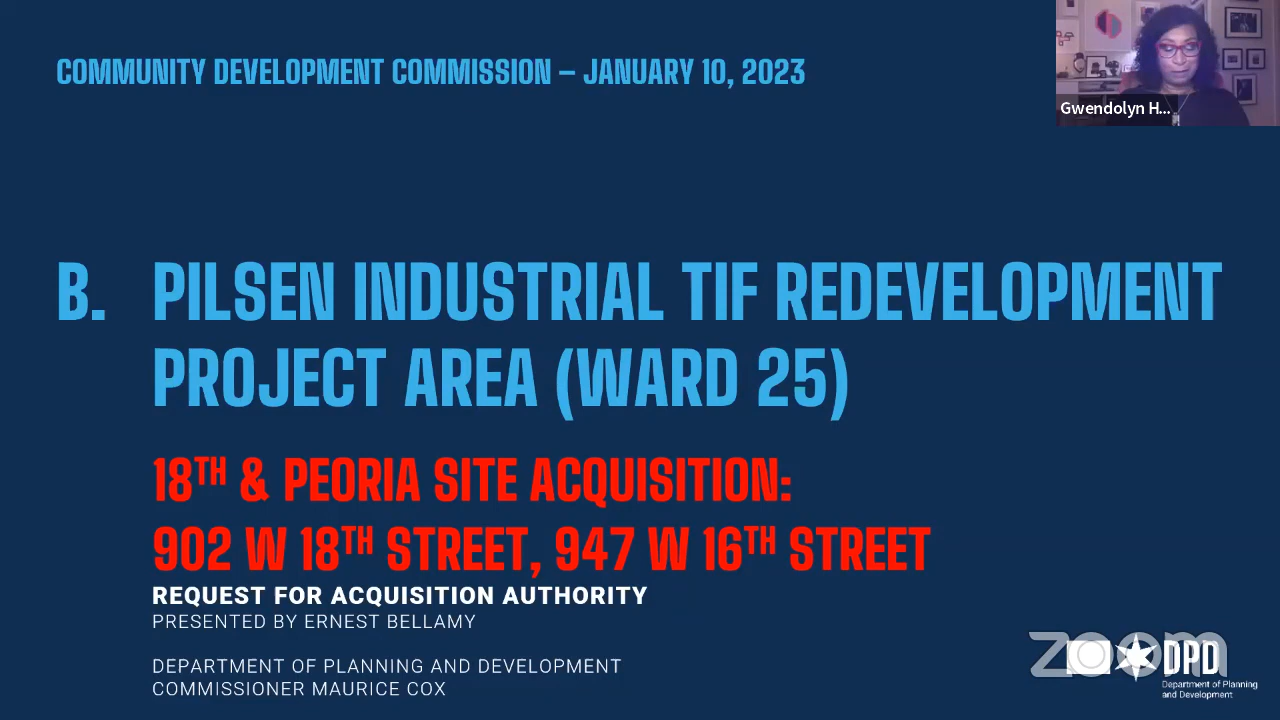 COMMUNITY DEVELOPMENT COMMISSION – JANUARY 10, 2023
Gwendolyn H...
B. PILSEN INDUSTRIAL TIF REDEVELOPMENT
PROJECT AREA (WARD 25)
18TH & PEORIA SITE ACQUISITION:
902 W 18TH STREET, 947 W 16TH STREET
REQUEST FOR ACQUISITION AUTHORITY
PRESENTED BY ERNEST BELLAMY
DEPARTMENT OF PLANNING AND DEVELOPMENT
COMMISSIONER MAURICE COX
zoom
DPD
Department of Planning
and Development